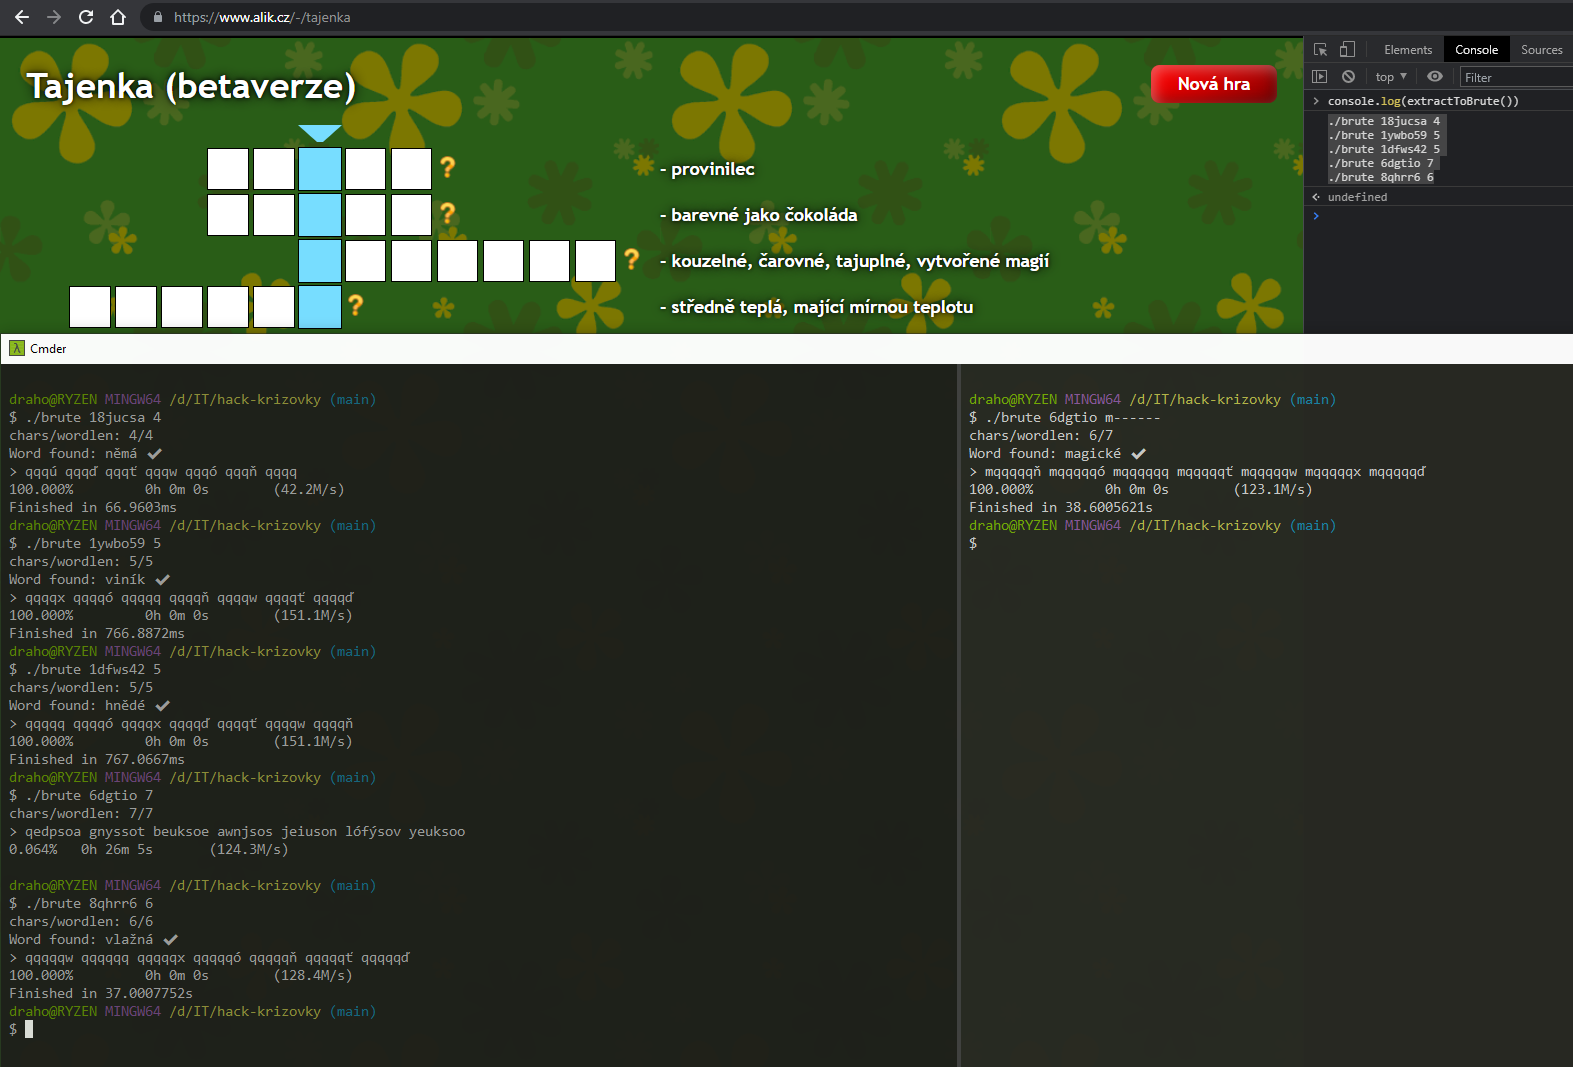 https://www.alik.cz/-/tajenka
Tajenka (betaverze)
Nová hra
? - provinilec
? - barevné jako čokoláda
? - kouzelné, čarovné, tajuplné, vytvořené magií
? - středně teplá, mající mírnou teplotu
Elements Console Sources
top ▼ Filter
> console.log(extractToBrute())
./brute 18jucsa 4
./brute 1ywbo59 5
./brute 1dfws42 5
./brute 6dgtio 7
./brute 8qhrr6 6
undefined
>
λ Cmder
draho@RYZEN MINGW64 /d/IT/hack-krizovky (main)
$ ./brute 18jucsa 4
chars/wordlen: 4/4
Word found: němá ✔
> qqqú qqqď qqqť qqqw qqqó qqqň qqqq
100.000% 0h 0m 0s (42.2M/s)
Finished in 66.9603ms
draho@RYZEN MINGW64 /d/IT/hack-krizovky (main)
$ ./brute 1ywbo59 5
chars/wordlen: 5/5
Word found: viník ✔
> qqqqx qqqqó qqqqq qqqqň qqqqw qqqqť qqqqď
100.000% 0h 0m 0s (151.1M/s)
Finished in 766.8872ms
draho@RYZEN MINGW64 /d/IT/hack-krizovky (main)
$ ./brute 1dfws42 5
chars/wordlen: 5/5
Word found: hnědé ✔
> qqqqq qqqqó qqqqx qqqqď qqqqť qqqqw qqqqň
100.000% 0h 0m 0s (151.1M/s)
Finished in 767.0667ms
draho@RYZEN MINGW64 /d/IT/hack-krizovky (main)
$ ./brute 6dgtio 7
chars/wordlen: 7/7
> qedpsoa gnyssot beuksoe awnjsos jeiuson lófýsov yeuksoo
0.064% 0h 26m 5s (124.3M/s)
draho@RYZEN MINGW64 /d/IT/hack-krizovky (main)
$ ./brute 8qhrr6 6
chars/wordlen: 6/6
Word found: vlažná ✔
> qqqqqw qqqqqq qqqqqx qqqqqó qqqqqň qqqqqť qqqqqď
100.000% 0h 0m 0s (128.4M/s)
Finished in 37.0007752s
draho@RYZEN MINGW64 /d/IT/hack-krizovky (main)
$
draho@RYZEN MINGW64 /d/IT/hack-krizovky (main)
$ ./brute 6dgtio m------
chars/wordlen: 6/7
Word found: magické ✔
> mqqqqqň mqqqqqó mqqqqqq mqqqqqť mqqqqqw mqqqqqx mqqqqqď
100.000% 0h 0m 0s (123.1M/s)
Finished in 38.6005621s
draho@RYZEN MINGW64 /d/IT/hack-krizovky (main)
$